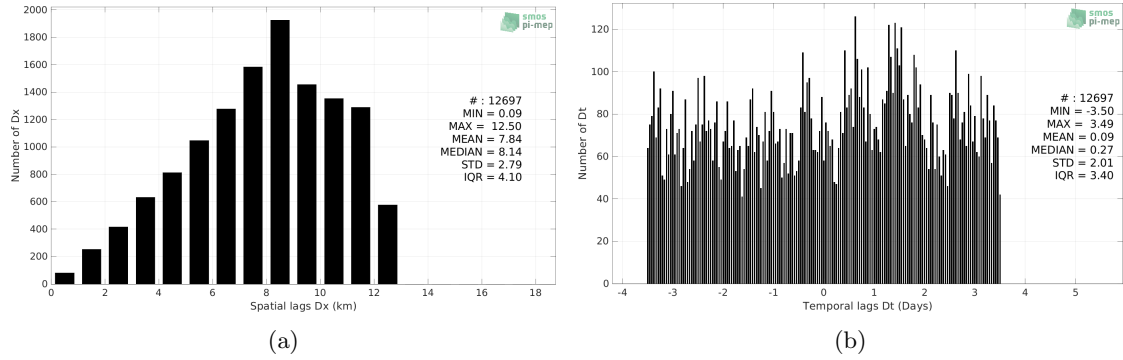 2000
1800
1600
1400
1200
1000
800
600
400
200
0
Number of Dx
0 2 4 6 8 10 12 14 16 18
Spatial lags Dx (km)
smos
pi-mep
# : 12697
MIN = 0.09
MAX = 12.50
MEAN = 7.84
MEDIAN = 8.14
STD = 2.79
IQR = 4.10
(a)
120
100
80
60
40
20
0
Number of Dt
-4 -3 -2 -1 0 1 2 3 4 5
Temporal lags Dt (Days)
smos
pi-mep
# : 12697
MIN = -3.50
MAX = 3.49
MEAN = 0.09
MEDIAN = 0.27
STD = 2.01
IQR = 3.40
(b)